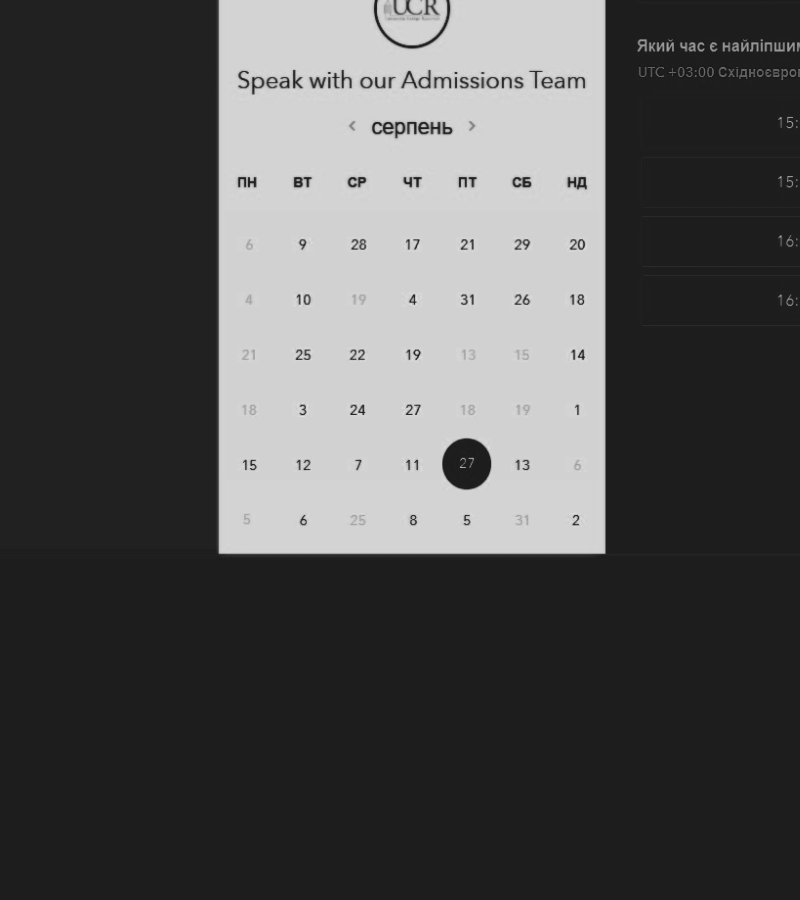 UCR
Speak with our Admissions Team
< серпень >
ПН ВТ СР ЧТ ПТ СБ НД
6 9 28 17 21 29 20
4 10 19 4 31 26 18
21 25 22 19 13 15 14
18 3 24 27 18 19 1
15 12 7 11 27 13 6
5 6 25 8 5 31 2
Який час є найліпшим
UTC +03:00 Східноєвроп
15:
15:
16:
16: